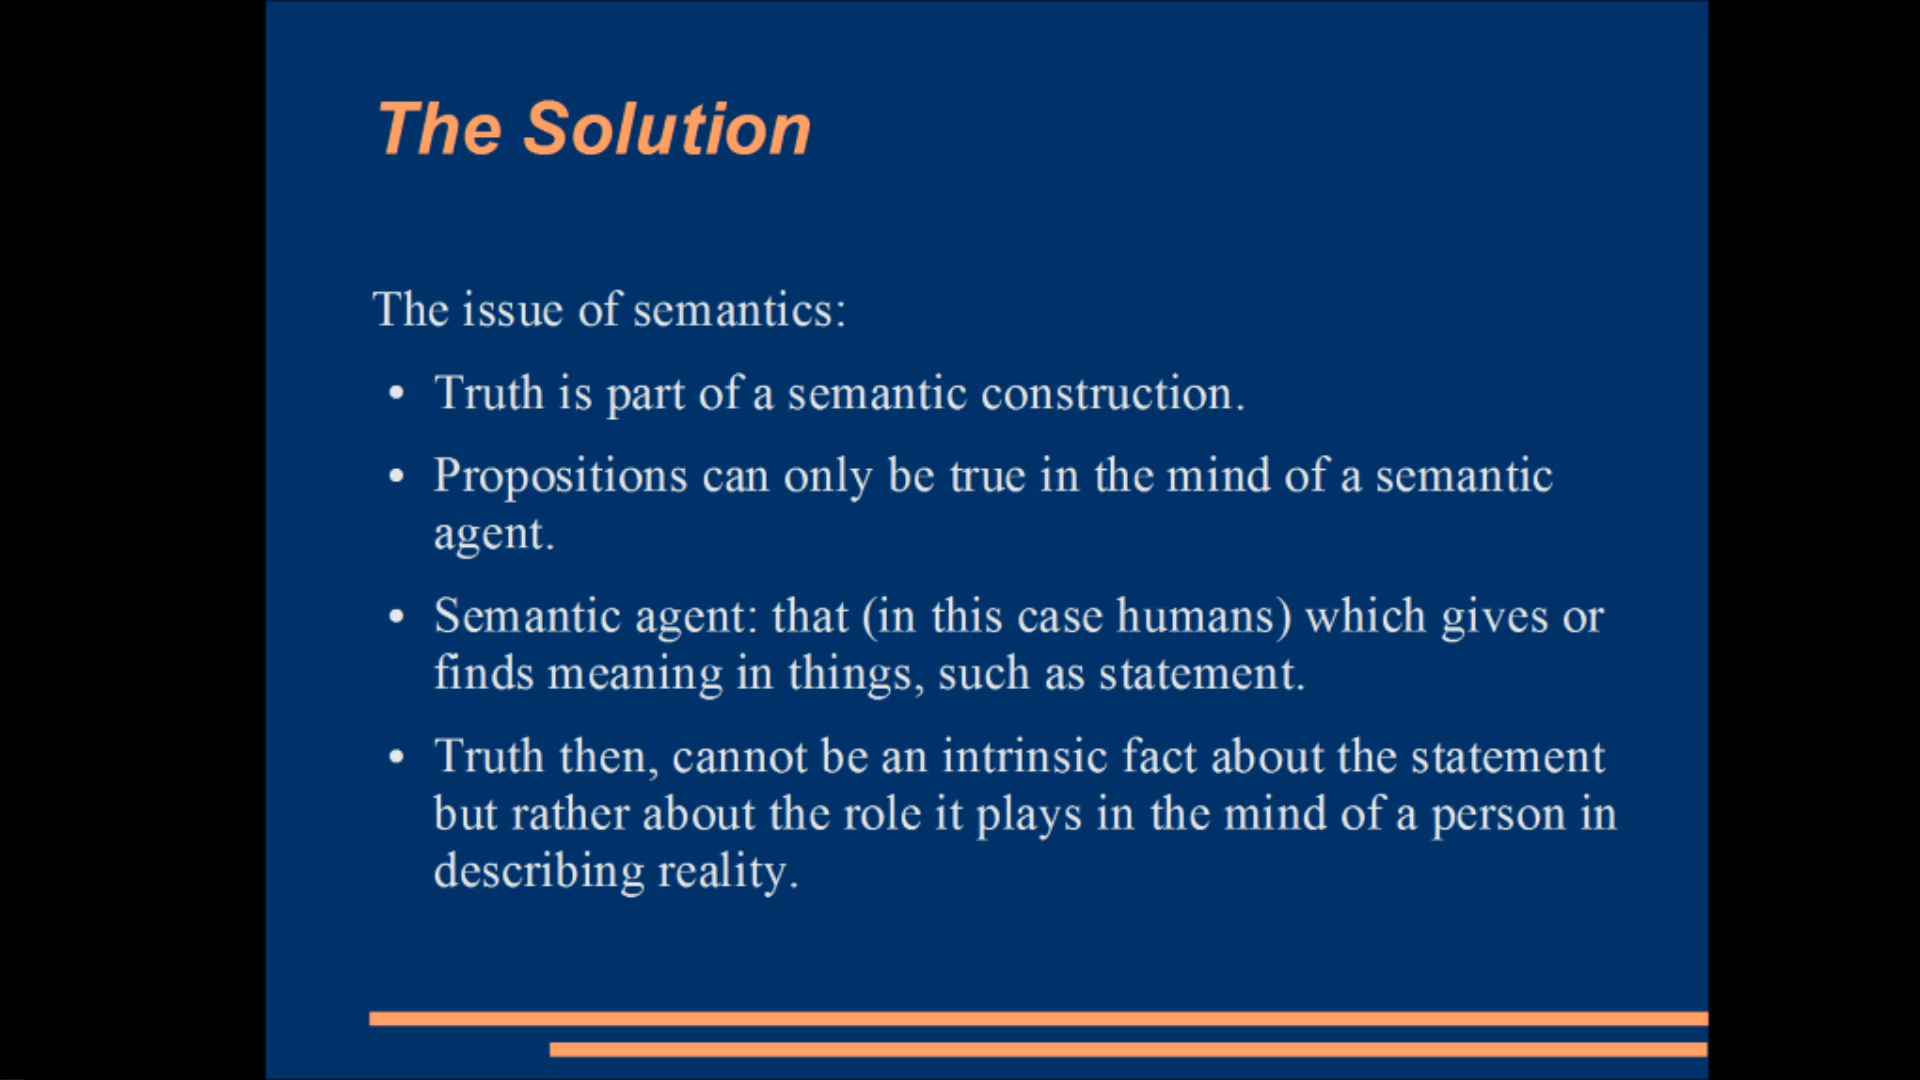 The Solution
The issue of semantics:
• Truth is part of a semantic construction.
• Propositions can only be true in the mind of a semantic
agent.
• Semantic agent: that (in this case humans) which gives or
finds meaning in things, such as statement.
• Truth then, cannot be an intrinsic fact about the statement
but rather about the role it plays in the mind of a person in
describing reality.